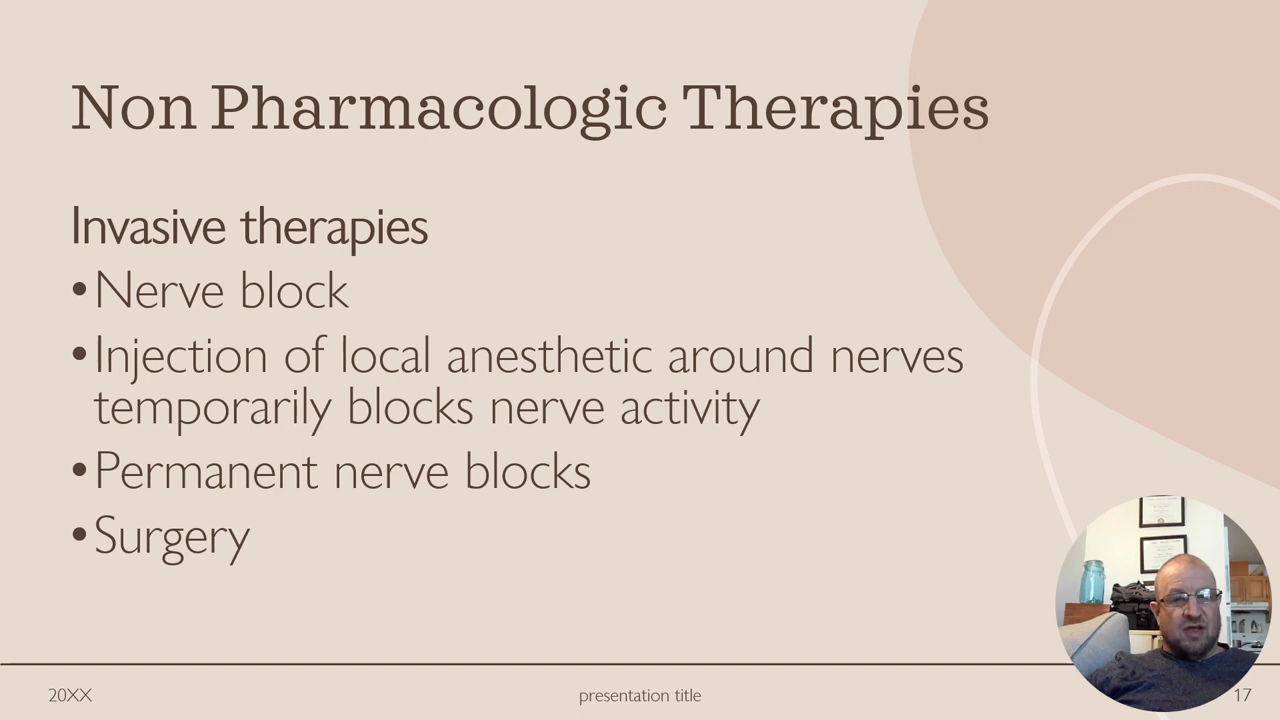 Non Pharmacologic Therapies
Invasive therapies
•Nerve block
•Injection of local anesthetic around nerves
temporarily blocks nerve activity
•Permanent nerve blocks
•Surgery
20XX
presentation title
17